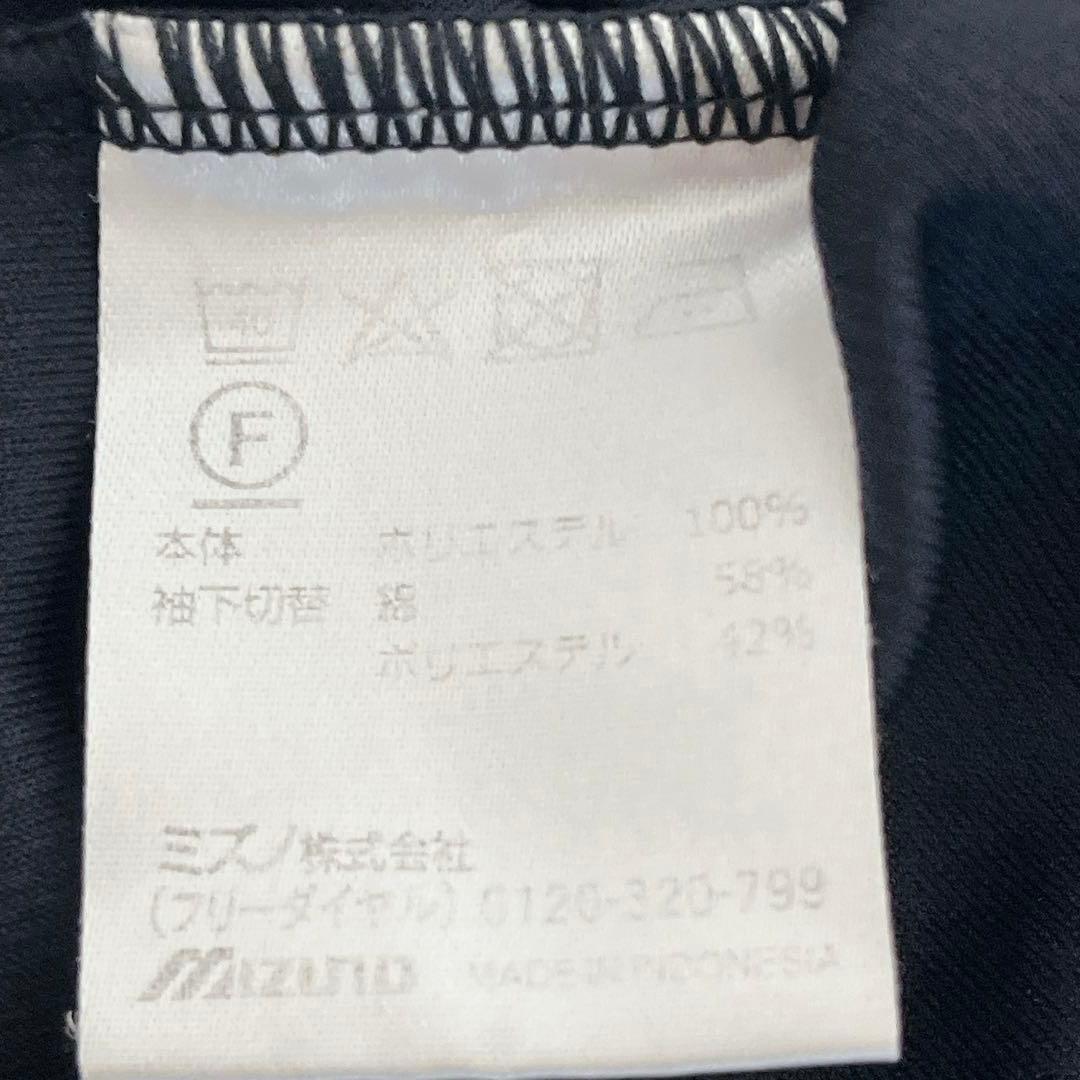 40
F
本体 ポリエステル 100%
袖下切替 綿 58%
ポリエステル 42%
ミズノ株式会社
(フリーダイヤル) 0120-320-799
MIZUNO MADE IN INDONESIA